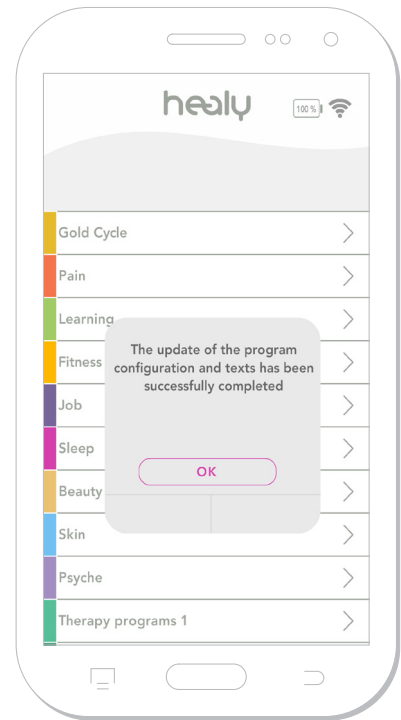 healy
100 %
Gold Cycle
Pain
Learning
Fitness
Job
Sleep
Beauty
Skin
Psyche
Therapy programs 1
The update of the program
configuration and texts has been
successfully completed
OK